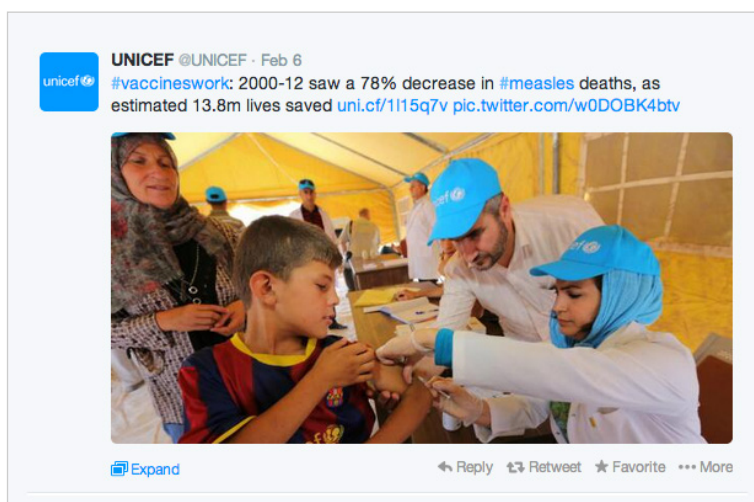 unicef
UNICEF @UNICEF · Feb 6
#vaccineswork: 2000-12 saw a 78% decrease in #measles deaths, as
estimated 13.8m lives saved uni.cf/1l15q7v pic.twitter.com/w0DOBK4btv
unicef
unicef
Expand
Reply Retweet Favorite More